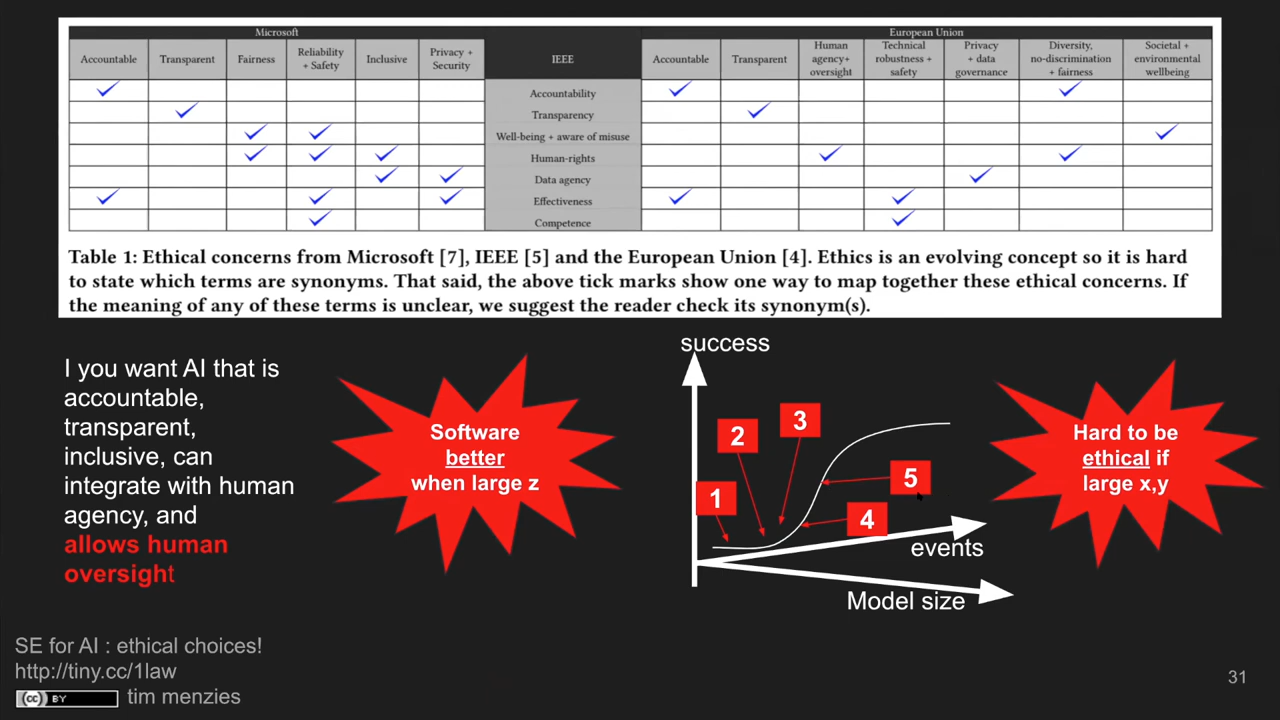 Microsoft
European Union
Accountable
Transparent
Fairness
Reliability
+ Safety
Inclusive
Privacy +
Security
IEEE
Accountable
Transparent
Human
agency+
oversight
Technical
robustness +
safety
Privacy
+ data
governance
Diversity,
no-discrimination
+ fairness
Societal +
environmental
wellbeing
Accountability
Transparency
Well-being + aware of misuse
Human-rights
Data agency
Effectiveness
Competence
Table 1: Ethical concerns from Microsoft [7], IEEE [5] and the European Union [4]. Ethics is an evolving concept so it is hard
to state which terms are synonyms. That said, the above tick marks show one way to map together these ethical concerns. If
the meaning of any of these terms is unclear, we suggest the reader check its synonym(s).
I you want AI that is
accountable,
transparent,
inclusive, can
integrate with human
agency, and
allows human
oversight
Software
better
when large z
success
1
2
3
4
5
events
Model size
Hard to be
ethical if
large x,y
SE for AI : ethical choices!
http://tiny.cc/1law
cc BY tim menzies
31